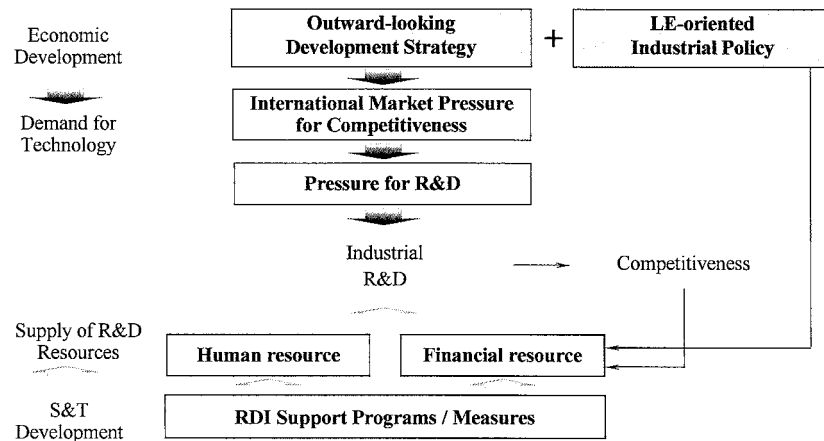 Economic
Development
Outward-looking
Development Strategy
+
LE-oriented
Industrial Policy
Demand for
Technology
International Market Pressure
for Competitiveness
Pressure for R&D
Industrial
R&D
Competitiveness
Supply of R&D
Resources
Human resource
Financial resource
S&T
Development
RDI Support Programs / Measures